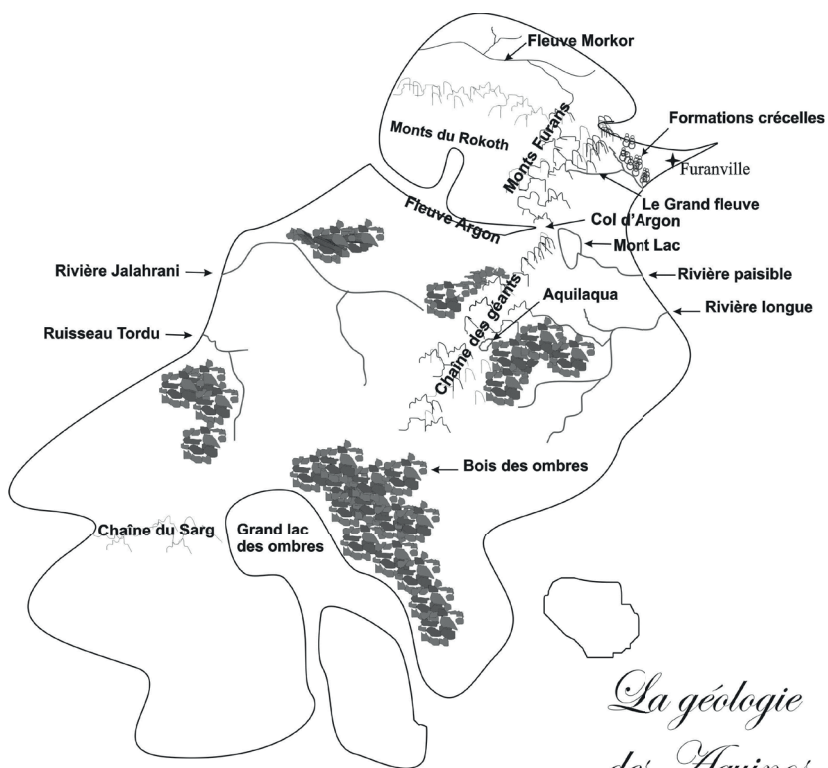 Fleuve Morkor
Formations crécelles
Monts du Rokoth
Monts Furans
Furanville
Le Grand fleuve
Fleuve Argon
Col d'Argon
Mont Lac
Rivière Jalahrani
Rivière paisible
Aquilaqua
Rivière longue
Ruisseau Tordu
Chaîne des géants
Bois des ombres
Chaîne du Sarg
Grand lac
des ombres
La géologie
des Aquinos